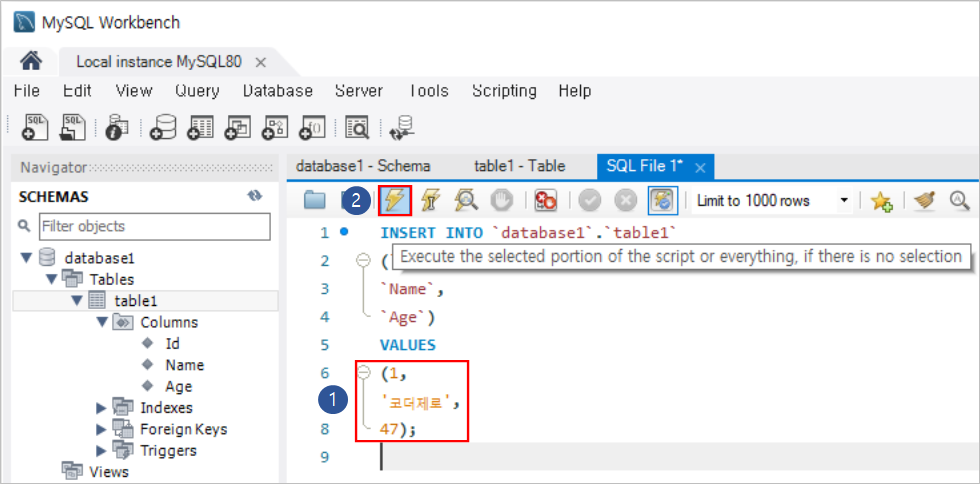 MySQL Workbench
Local instance MySQL80
File Edit View Query Database Server Tools Scripting Help
SQL SQL
Navigator
database1 - Schema table1 - Table SQL File 1*
SCHEMAS
2
Limit to 1000 rows
Filter objects
1 INSERT INTO `database1`.`table1`
Execute the selected portion of the script or everything, if there is no selection
2 (
3 `Name`,
4 `Age`)
5 VALUES
6 (1,
1
'코더제로',
8 47);
9
database1
Tables
table1
Columns
Id
Name
Age
Indexes
Foreign Keys
Triggers
Views